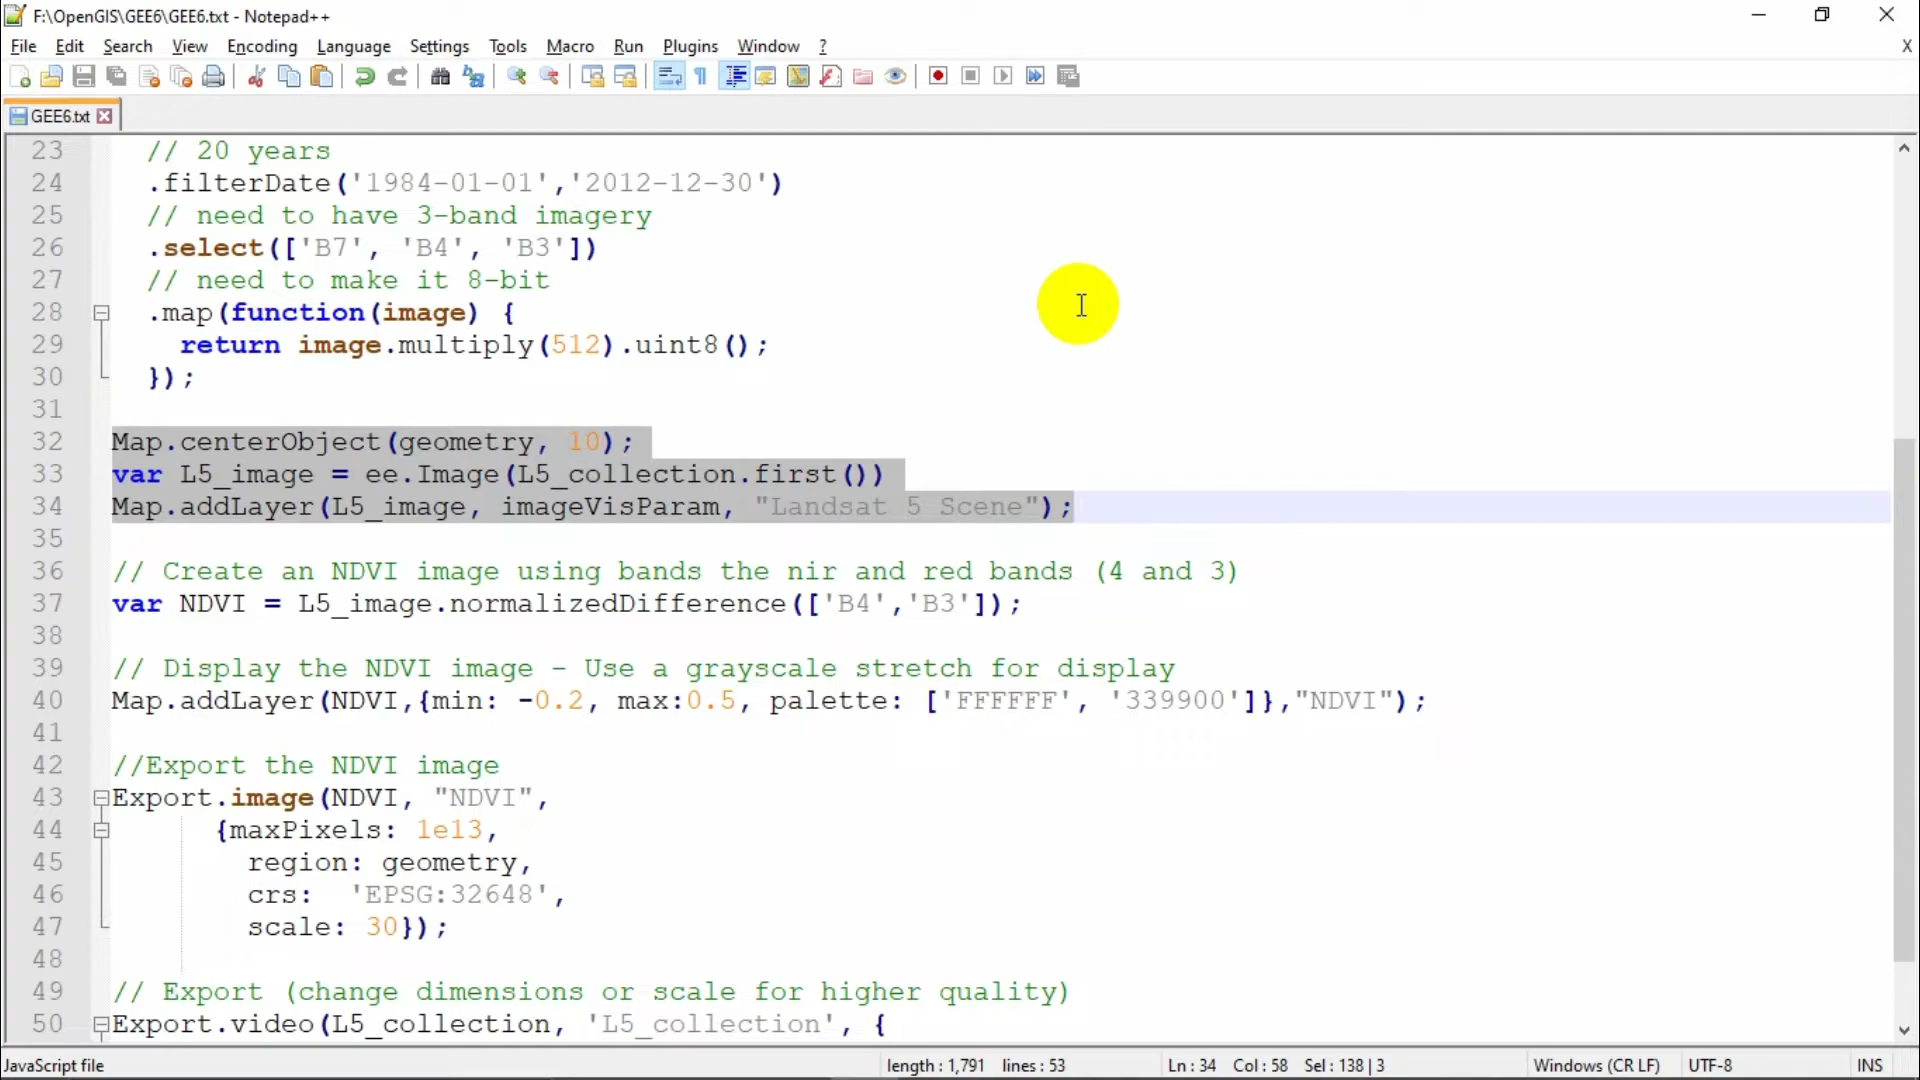 F:\OpenGIS\GEE6\GEE6.txt - Notepad++
File Edit Search View Encoding Language Settings Tools Macro Run Plugins Window ? X
GEE6.txt
23 // 20 years
24 .filterDate('1984-01-01','2012-12-30')
25 // need to have 3-band imagery
26 .select(['B7', 'B4', 'B3'])
27 // need to make it 8-bit
28 .map(function(image) {
29 return image.multiply(512).uint8();
30 });
31
32 Map.centerObject(geometry, 10);
33 var L5_image = ee.Image(L5_collection.first())
34 Map.addLayer(L5_image, imageVisParam, "Landsat 5 Scene");
35
36 // Create an NDVI image using bands the nir and red bands (4 and 3)
37 var NDVI = L5_image.normalizedDifference(['B4','B3']);
38
39 // Display the NDVI image - Use a grayscale stretch for display
40 Map.addLayer(NDVI,{min: -0.2, max:0.5, palette: ['FFFFFF', '339900']},"NDVI");
41
42 //Export the NDVI image
43 Export.image(NDVI, "NDVI",
44 {maxPixels: 1e13,
45 region: geometry,
46 crs: 'EPSG:32648',
47 scale: 30});
48
49 // Export (change dimensions or scale for higher quality)
50 Export.video(L5_collection, 'L5_collection', {
JavaScript file length : 1,791 lines : 53 Ln : 34 Col : 58 Sel : 138 | 3 Windows (CR LF) UTF-8 INS